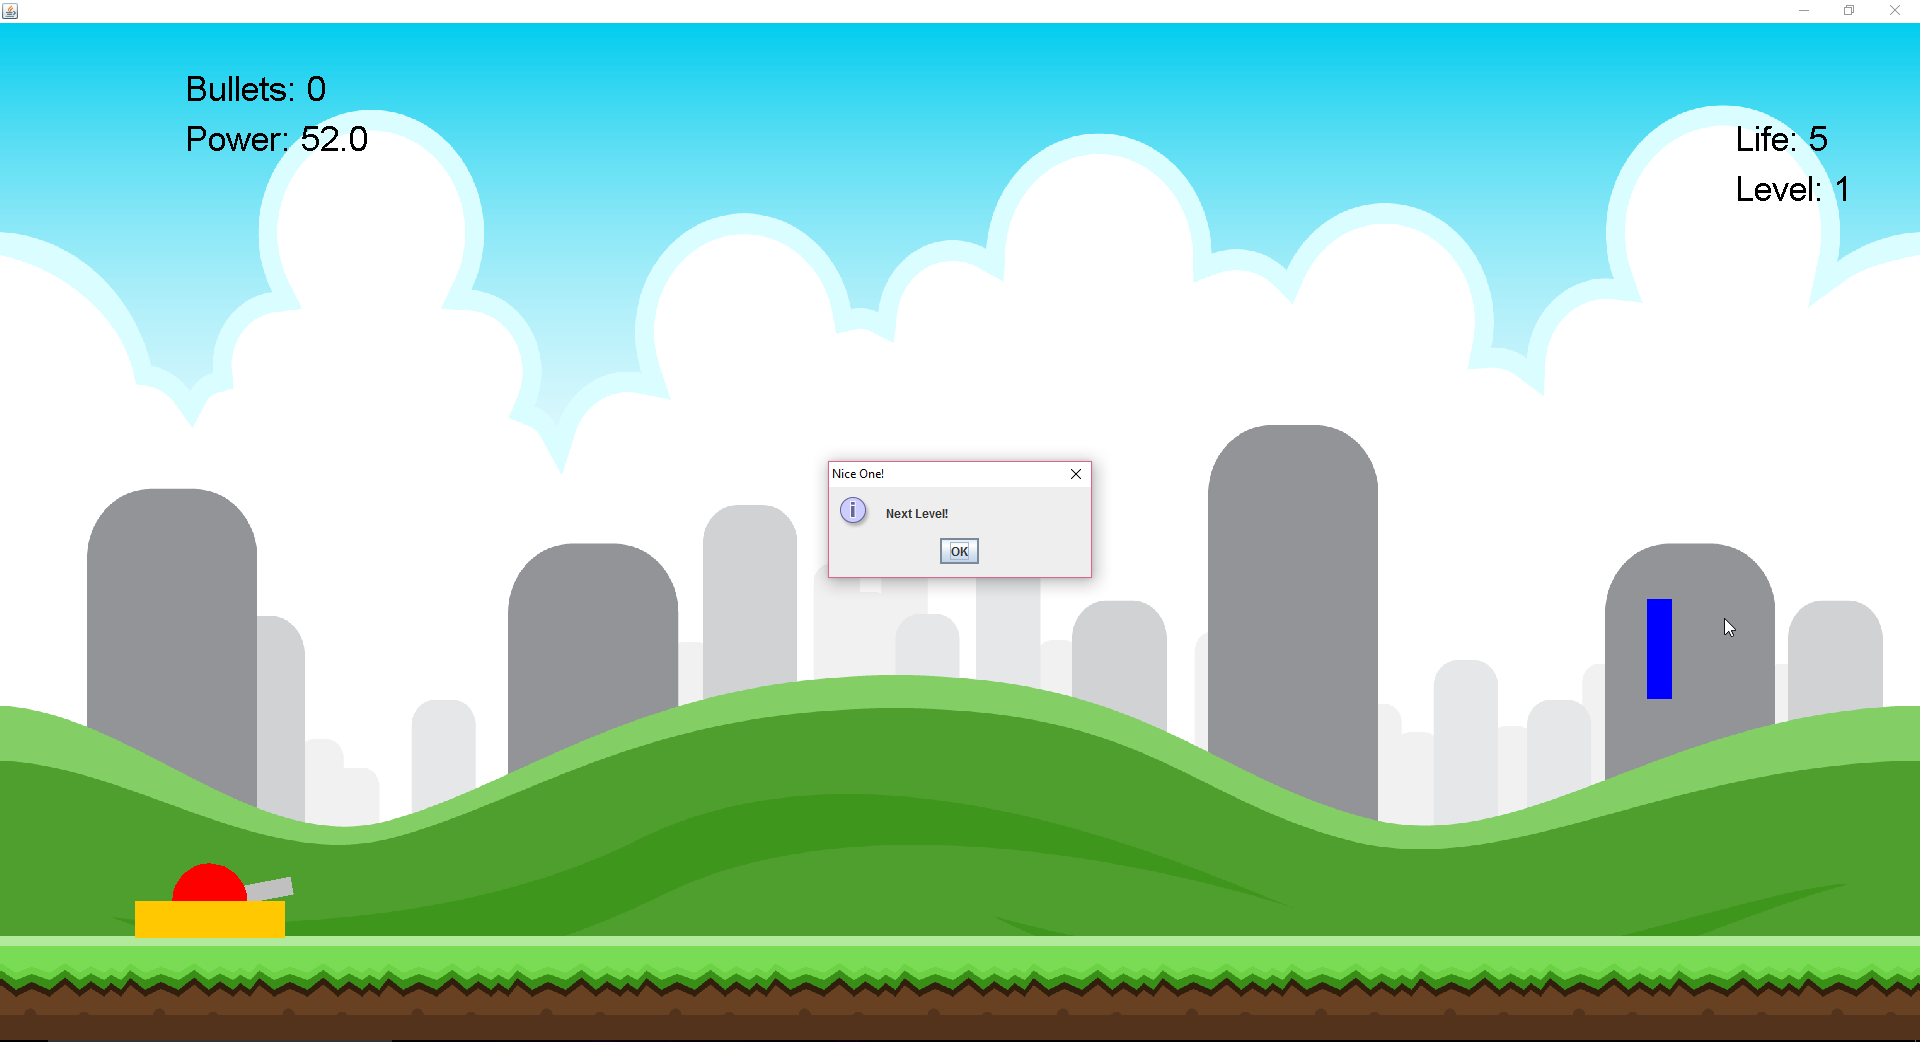 Bullets: 0
Power: 52.0
Life: 5
Level: 1
Nice One!
Next Level!
OK